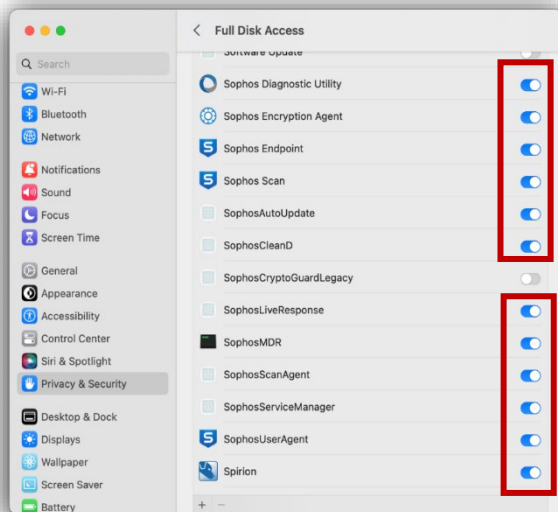 Full Disk Access
Search
Wi-Fi
Bluetooth
Network
Notifications
Sound
Focus
Screen Time
General
Appearance
Accessibility
Control Center
Siri & Spotlight
Privacy & Security
Desktop & Dock
Displays
Wallpaper
Screen Saver
Battery
Software Update
Sophos Diagnostic Utility
Sophos Encryption Agent
Sophos Endpoint
Sophos Scan
SophosAutoUpdate
SophosCleanD
SophosCryptoGuardLegacy
SophosLiveResponse
SophosMDR
SophosScanAgent
SophosServiceManager
SophosUserAgent
Spirion